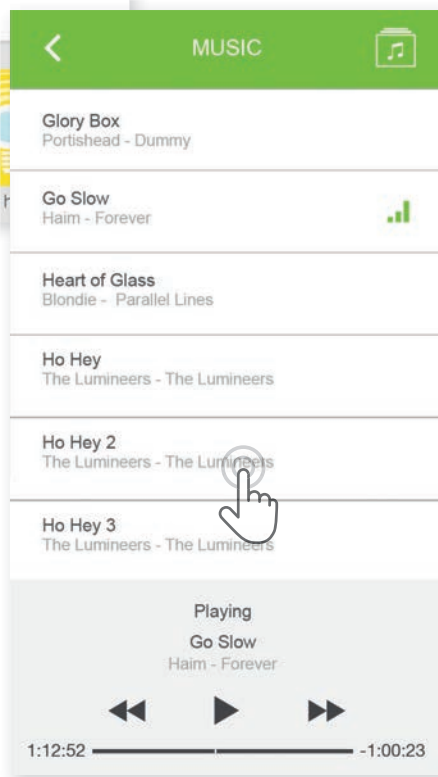 MUSIC
Glory Box
Portishead - Dummy
Go Slow
Haim - Forever
Heart of Glass
Blondie - Parallel Lines
Ho Hey
The Lumineers - The Lumineers
Ho Hey 2
The Lumineers - The Lumineers
Ho Hey 3
The Lumineers - The Lumineers
Playing
Go Slow
Haim - Forever
1:12:52 -1:00:23